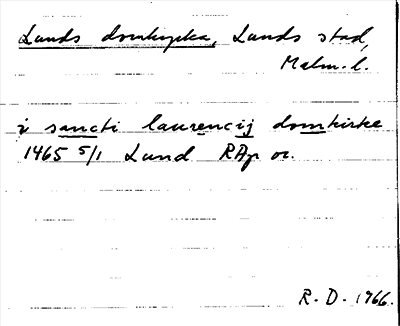 Lunds domkyrka, Lunds stad,
Malm. l.
i sancti laurencij domkirke
1465 5/1 Lund RAp or.
R. D. 1966.